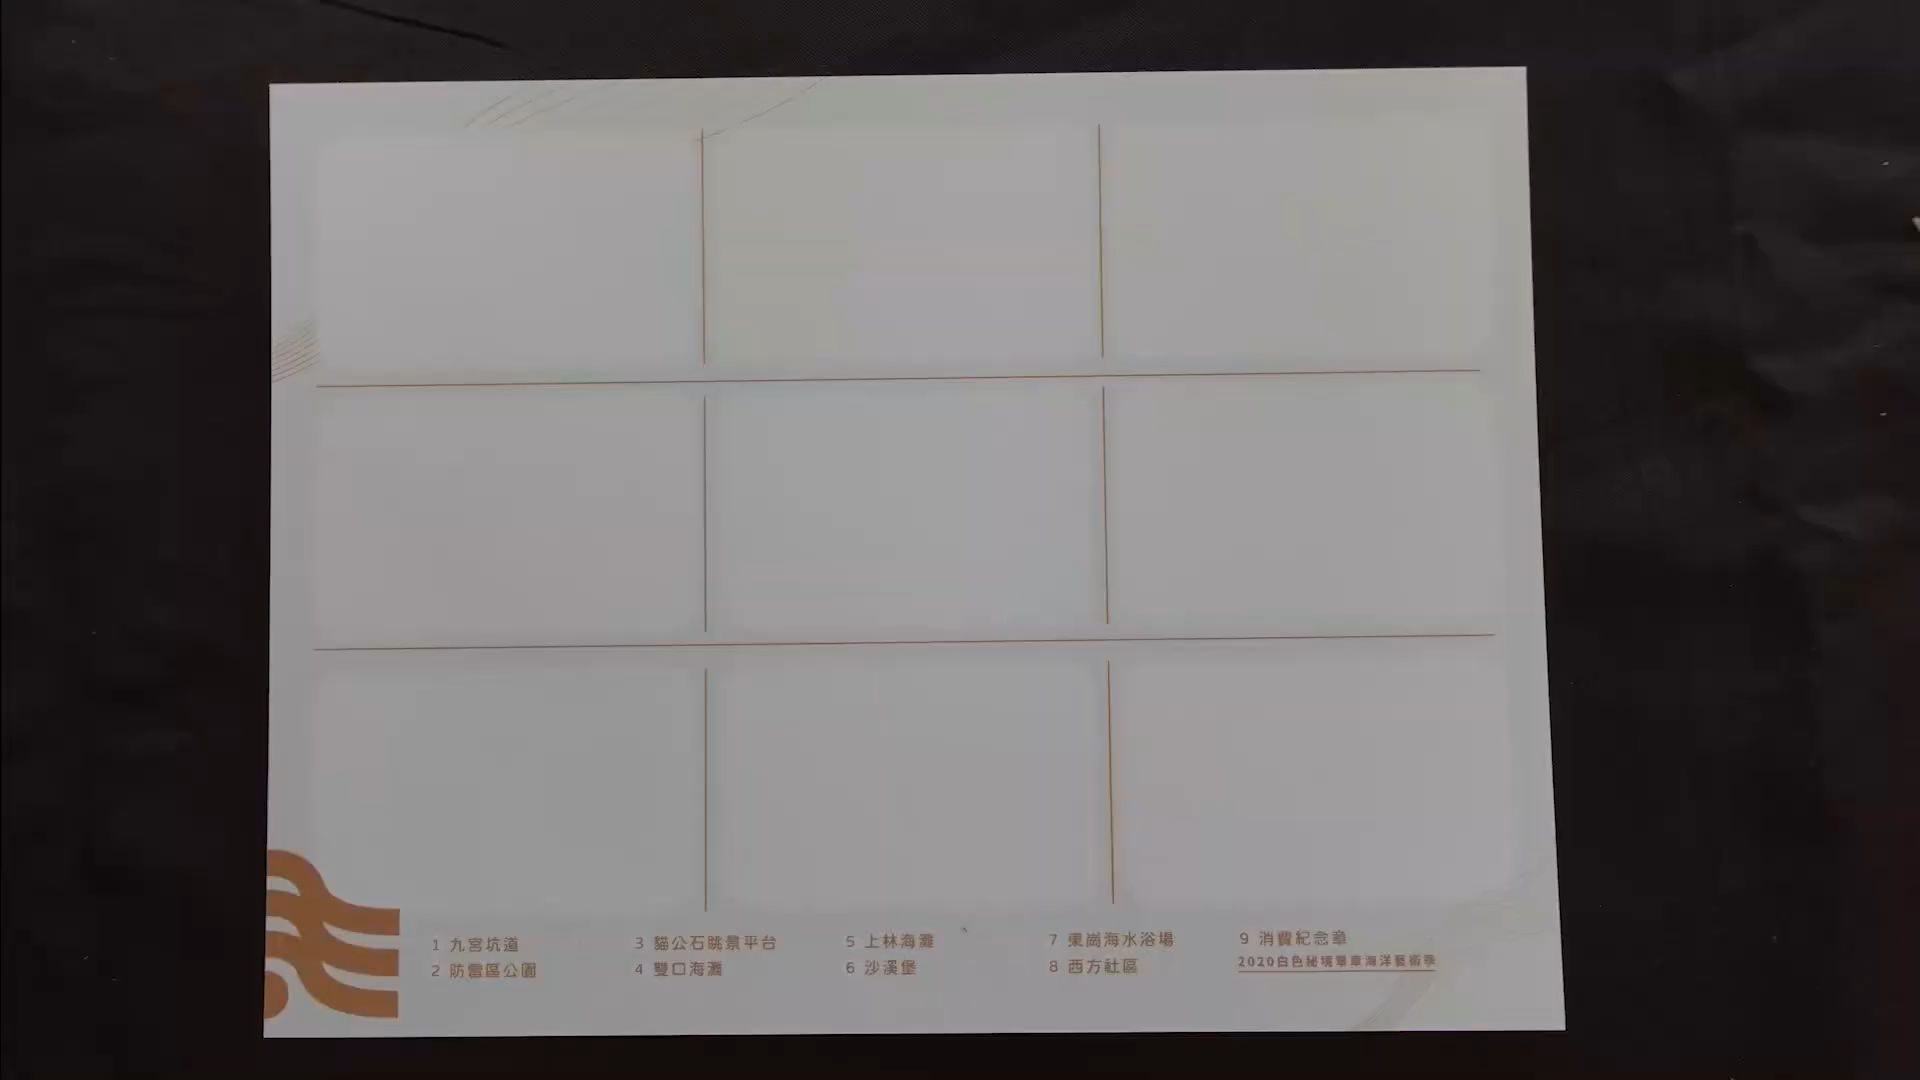 1 九宮坑道
2 防雷區公園
3 貓公石眺景平台
4 雙口海灘
5 上林海灘
6 沙溪堡
7 東崗海水浴場
8 西方社區
9 消費紀念章
2020白色秘境單章海洋藝術季